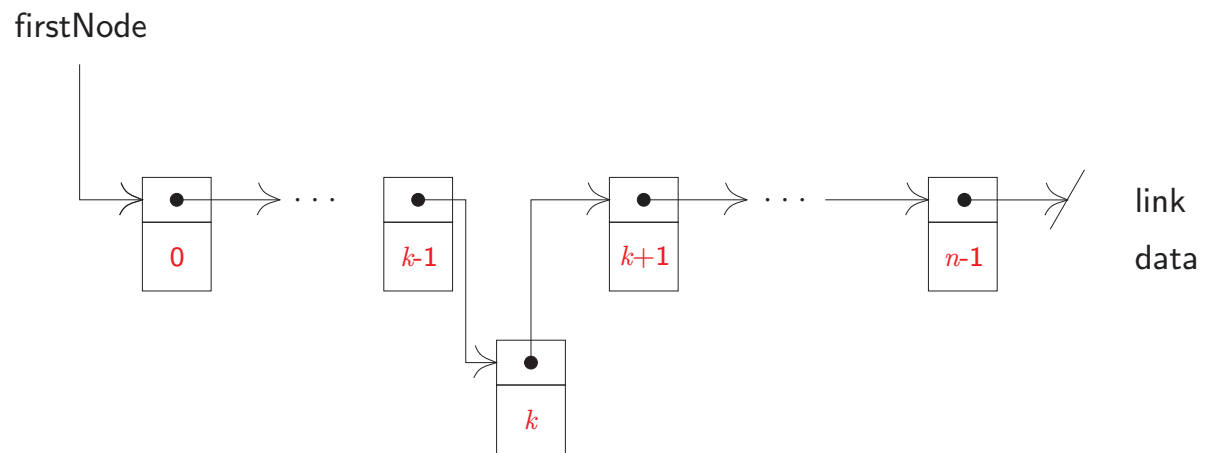 firstNode
· · · · · · link
0 k-1 k+1 n-1 data
k